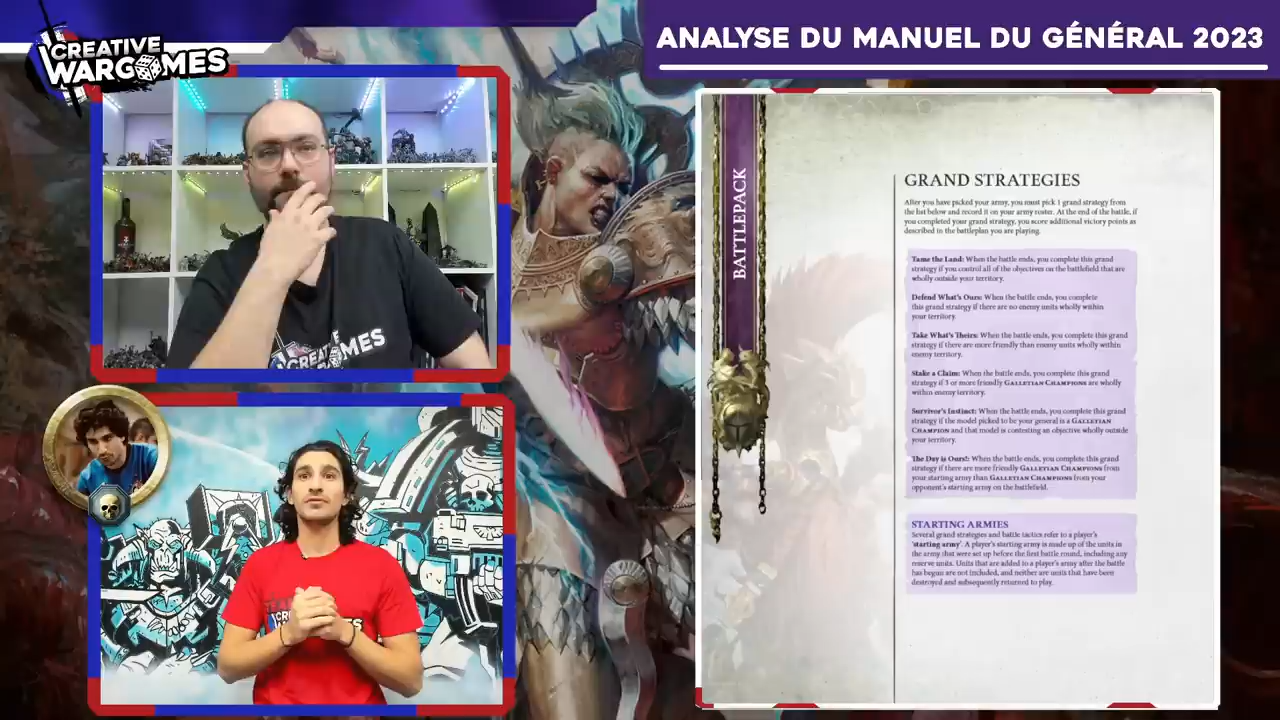 CREATIVE
WARGAMES
ANALYSE DU MANUEL DU GÉNÉRAL 2023
BATTLEPACK
GRAND STRATEGIES
After you have picked your army, you must pick 1 grand strategy from
the list below and record it on your army roster. At the end of the battle, if
you completed your grand strategy, you score additional victory points as
described in the battleplan you are playing.
Tame the Land: When the battle ends, you complete this grand
strategy if you control all of the objectives on the battlefield that are
wholly outside your territory.
Defend What's Ours: When the battle ends, you complete
this grand strategy if there are no enemy units wholly within
your territory.
Take What's Theirs: When the battle ends, you complete this grand
strategy if there are more friendly than enemy units wholly within
enemy territory.
Stake a Claim: When the battle ends, you complete this grand
strategy if 3 or more friendly GALLETIAN CHAMPIONS are wholly
within enemy territory.
Survivor's Instinct: When the battle ends, you complete this grand
strategy if the model picked to be your general is a GALLETIAN
CHAMPION and that model is contesting an objective wholly outside
your territory.
The Day is Ours!: When the battle ends, you complete this grand
strategy if there are more friendly GALLETIAN CHAMPIONS from
your starting army than GALLETIAN CHAMPIONS from your
opponent's starting army on the battlefield.
STARTING ARMIES
Several grand strategies and battle tactics refer to a player's
'starting army'. A player's starting army is made up of the units in
the army that were set up before the first battle round, including any
reserve units. Units that are added to a player's army after the battle
has begun are not included, and neither are units that have been
destroyed and subsequently returned to play.